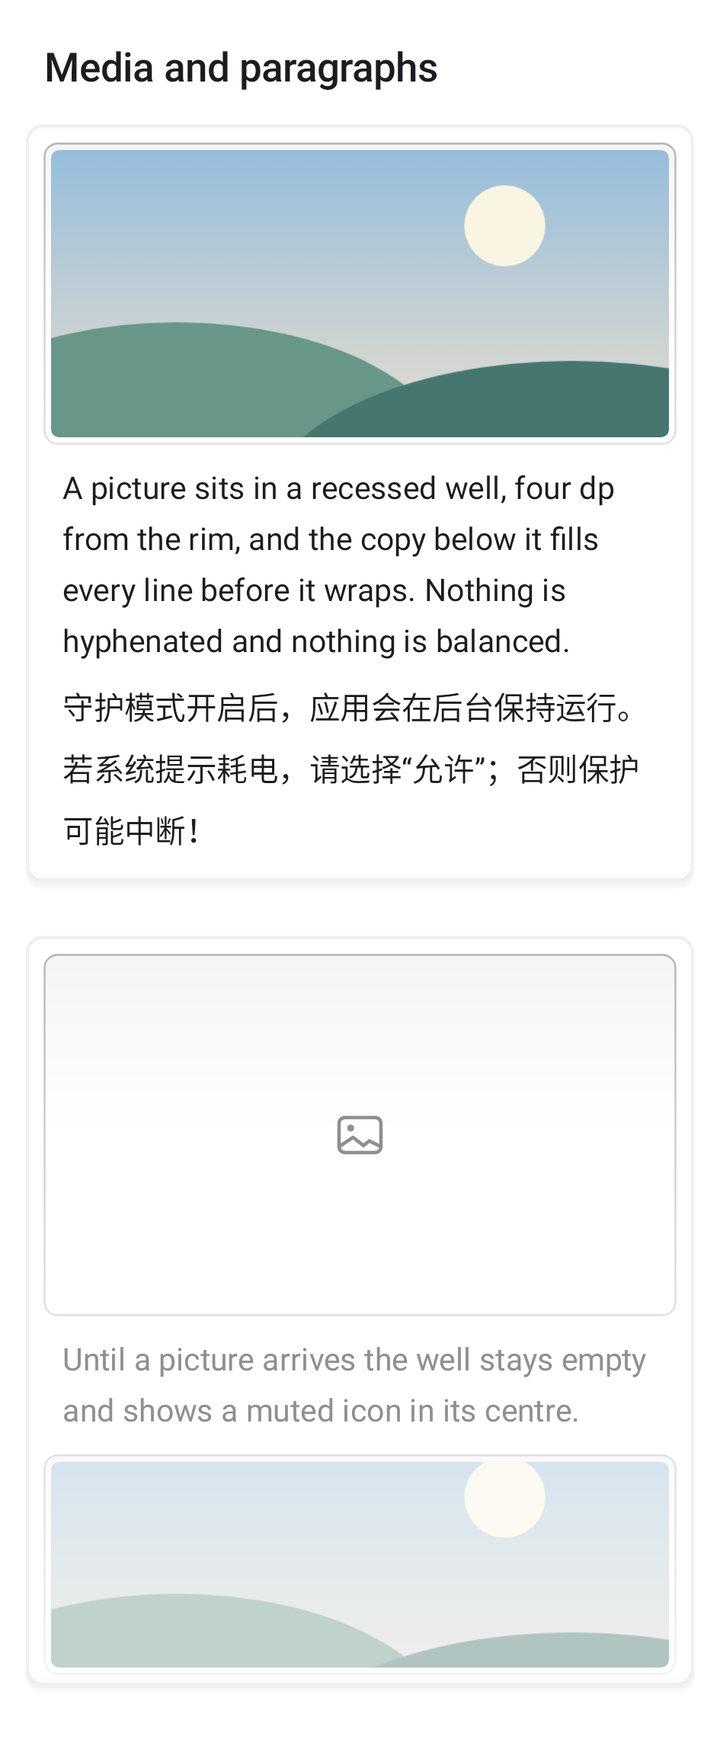 Media and paragraphs
A picture sits in a recessed well, four dp
from the rim, and the copy below it fills
every line before it wraps. Nothing is
hyphenated and nothing is balanced.
守护模式开启后，应用会在后台保持运行。
若系统提示耗电，请选择“允许”；否则保护
可能中断！
Until a picture arrives the well stays empty
and shows a muted icon in its centre.